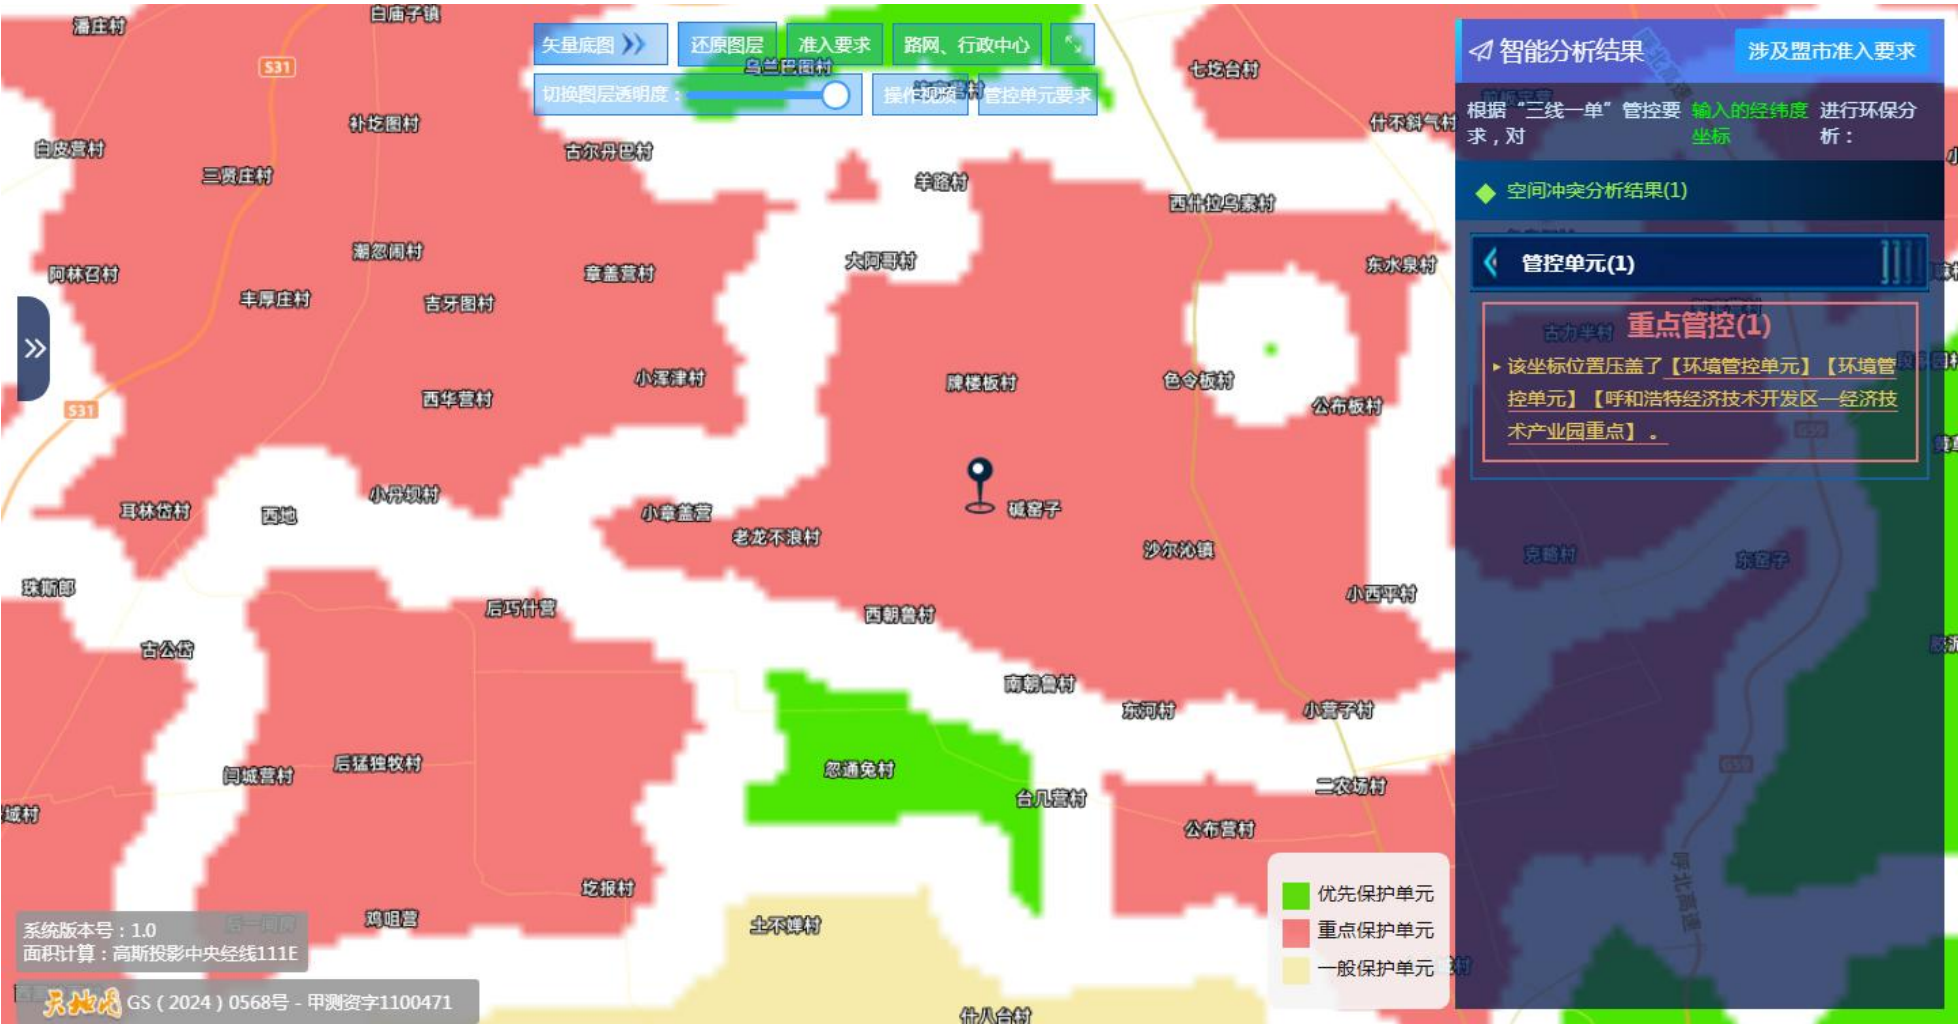 潘庄村
白庙子镇
S31
矢量底图
还原图层
准入要求
路网、行政中心
乌兰巴图村
切换图层透明度：
操作视频
管控单元要求
七圪台村
补圪图村
什不斜气村
白皮营村
三贤庄村
古尔丹巴村
羊路村
西什拉乌素村
潮忽闹村
大阿哥村
东水泉村
阿林召村
章盖营村
丰厚庄村
吉牙图村
小浑津村
牌楼板村
色令板村
西华营村
公布板村
S31
小丹坝村
耳林岱村
西地
小章盖营
碱窑子
老龙不浪村
沙尔沁镇
珠斯郎
后巧什营
西朝鲁村
小西平村
古公岱
南朝鲁村
东河村
小营子村
闫城营村
后猛独牧村
忽通兔村
台几营村
二农场村
公布营村
圪报村
鸡咀营
土不婵村
什八台村
智能分析结果
涉及盟市准入要求
根据“三线一单”管控要求，对
输入的经纬度坐标
进行环保分析：
空间冲突分析结果(1)
管控单元(1)
重点管控(1)
古力半村
该坐标位置压盖了【环境管控单元】【环境管
控单元】【呼和浩特经济技术开发区—经济技
术产业园重点】。
G59
克略村
东窑子
G59
呼北高速
优先保护单元
重点保护单元
一般保护单元
系统版本号：1.0
面积计算：高斯投影中央经线111E
天地图
GS（2024）0568号 - 甲测资字1100471